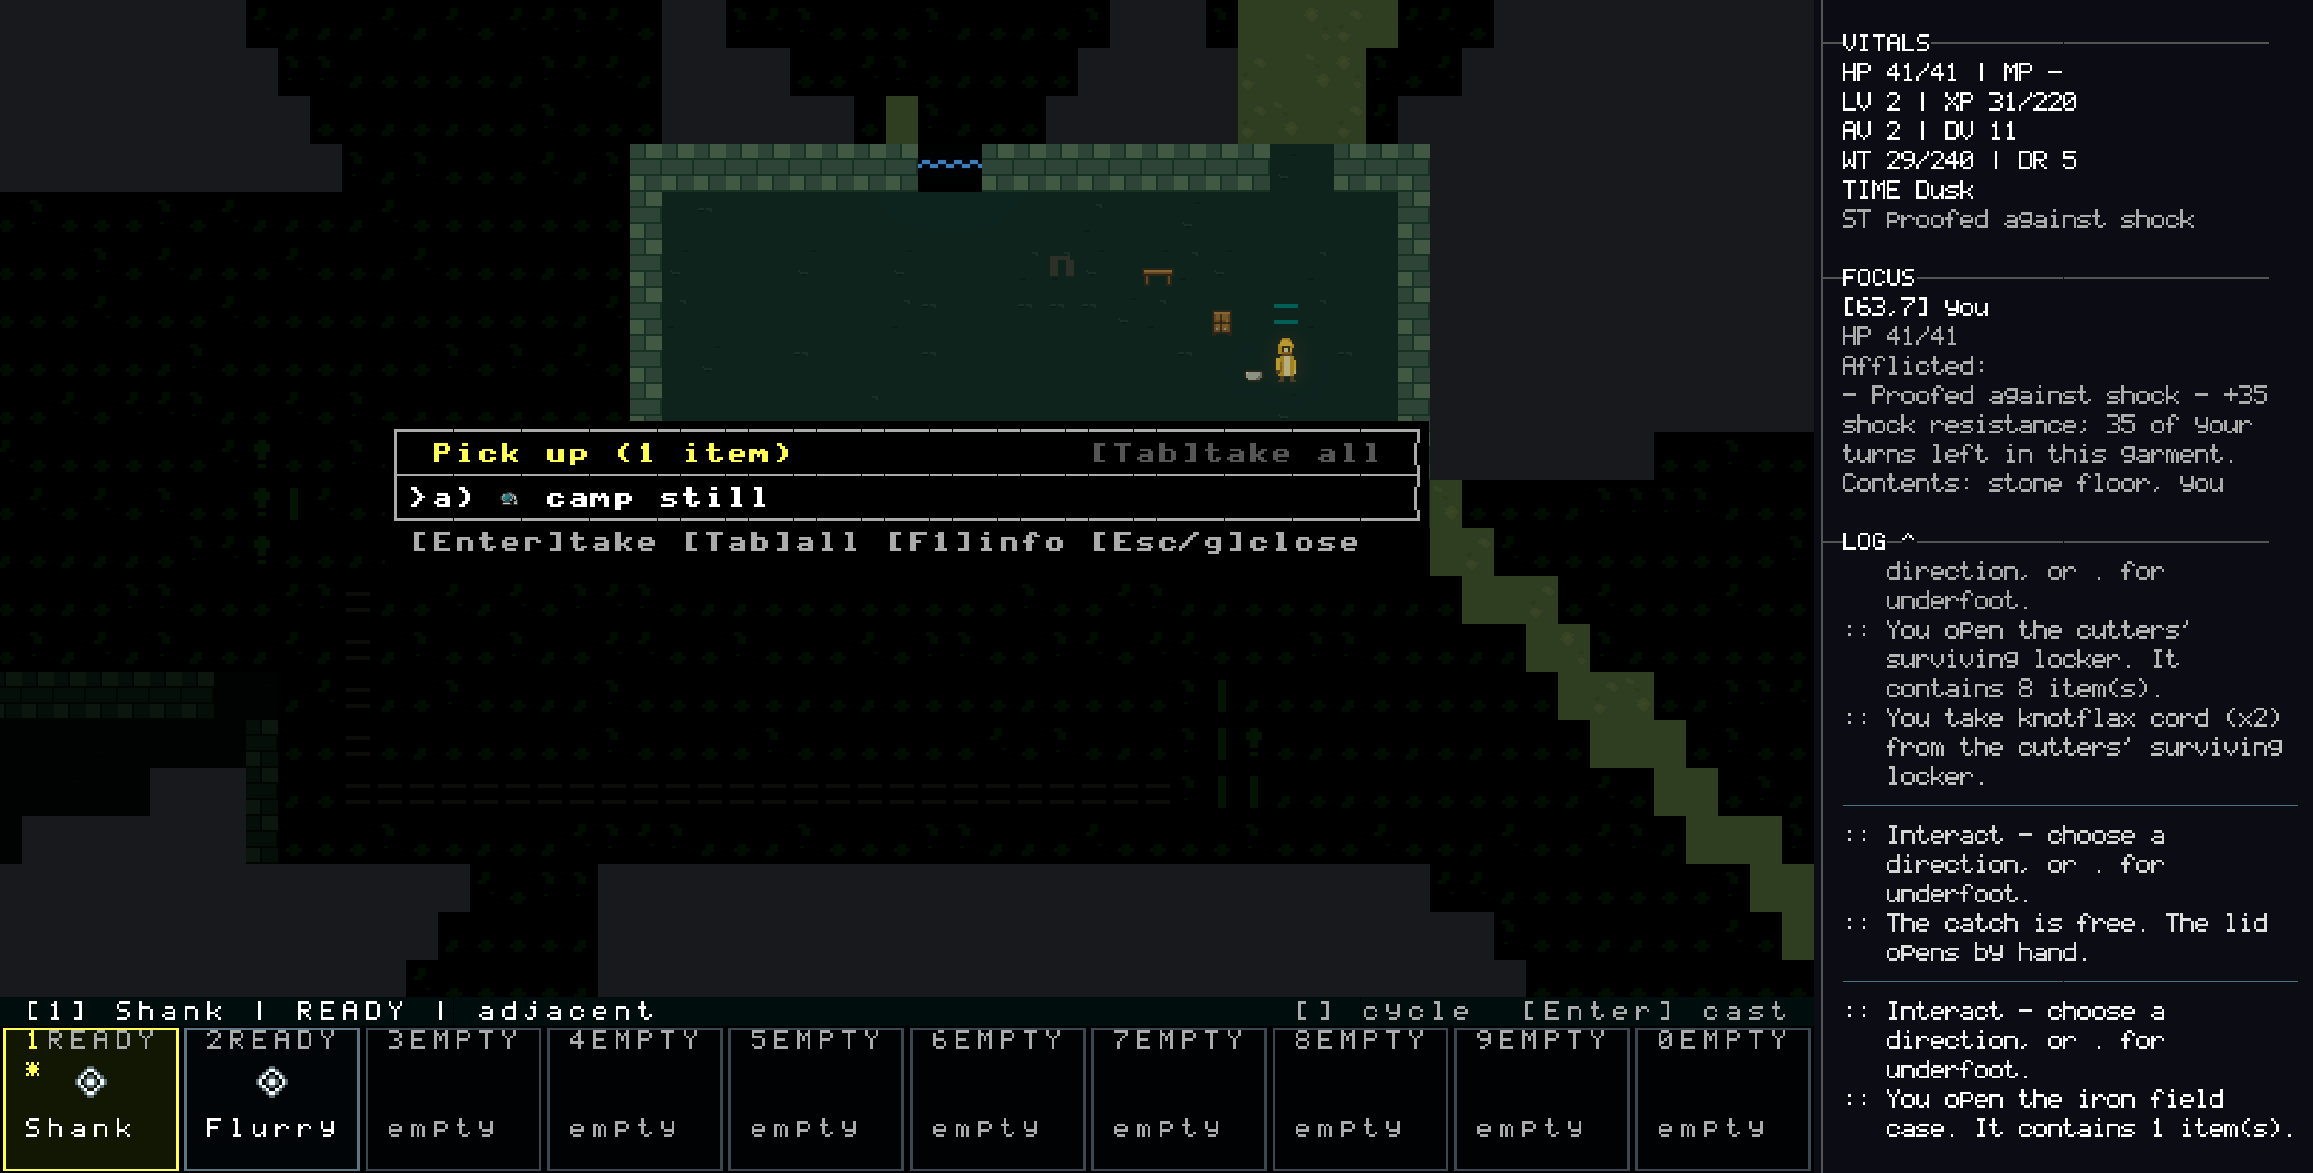 VITALS
HP 41/41 | MP -
LV 2 | XP 31/220
AV 2 | DV 11
WT 29/240 | DR 5
TIME Dusk
ST Proofed against shock
FOCUS
[63,7] You
HP 41/41
Afflicted:
- Proofed against shock - +35
shock resistance; 35 of your
turns left in this garment.
Contents: stone floor, you
LOG ^
direction, or . for
underfoot.
:: You open the cutters'
surviving locker. It
contains 8 item(s).
:: You take knotflax cord (x2)
from the cutters' surviving
locker.
:: Interact - choose a
direction, or . for
underfoot.
:: The catch is free. The lid
opens by hand.
:: Interact - choose a
direction, or . for
underfoot.
:: You open the iron field
case. It contains 1 item(s).
Pick up (1 item) [Tab]take all
>a) camp still
[Enter]take [Tab]all [F1]info [Esc/g]close
[1] Shank | READY | adjacent [] cycle [Enter] cast
1READY 2READY 3EMPTY 4EMPTY 5EMPTY 6EMPTY 7EMPTY 8EMPTY 9EMPTY 0EMPTY
*
Shank Flurry empty empty empty empty empty empty empty empty